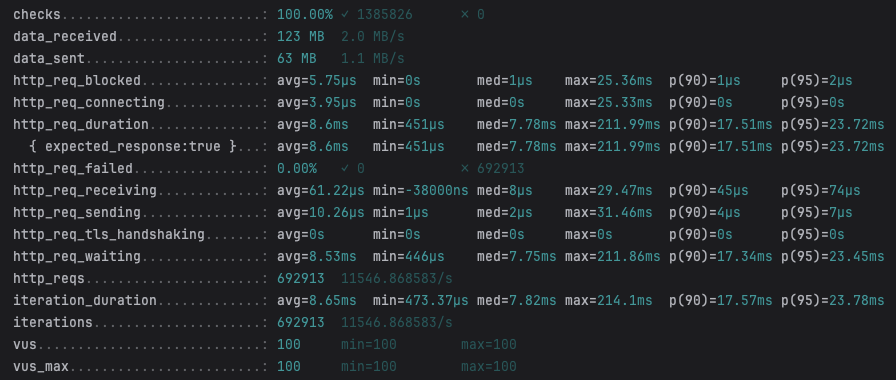 checks.........................: 100.00% ✓ 1385826 ✗ 0
data_received..................: 123 MB 2.0 MB/s
data_sent......................: 63 MB 1.1 MB/s
http_req_blocked...............: avg=5.75µs min=0s med=1µs max=25.36ms p(90)=1µs p(95)=2µs
http_req_connecting............: avg=3.95µs min=0s med=0s max=25.33ms p(90)=0s p(95)=0s
http_req_duration..............: avg=8.6ms min=451µs med=7.78ms max=211.99ms p(90)=17.51ms p(95)=23.72ms
{ expected_response:true }...: avg=8.6ms min=451µs med=7.78ms max=211.99ms p(90)=17.51ms p(95)=23.72ms
http_req_failed................: 0.00% ✓ 0 ✗ 692913
http_req_receiving.............: avg=61.22µs min=-38000ns med=8µs max=29.47ms p(90)=45µs p(95)=74µs
http_req_sending...............: avg=10.26µs min=1µs med=2µs max=31.46ms p(90)=4µs p(95)=7µs
http_req_tls_handshaking.......: avg=0s min=0s med=0s max=0s p(90)=0s p(95)=0s
http_req_waiting...............: avg=8.53ms min=446µs med=7.75ms max=211.86ms p(90)=17.34ms p(95)=23.45ms
http_reqs......................: 692913 11546.868583/s
iteration_duration.............: avg=8.65ms min=473.37µs med=7.82ms max=214.1ms p(90)=17.57ms p(95)=23.78ms
iterations.....................: 692913 11546.868583/s
vus............................: 100 min=100 max=100
vus_max........................: 100 min=100 max=100